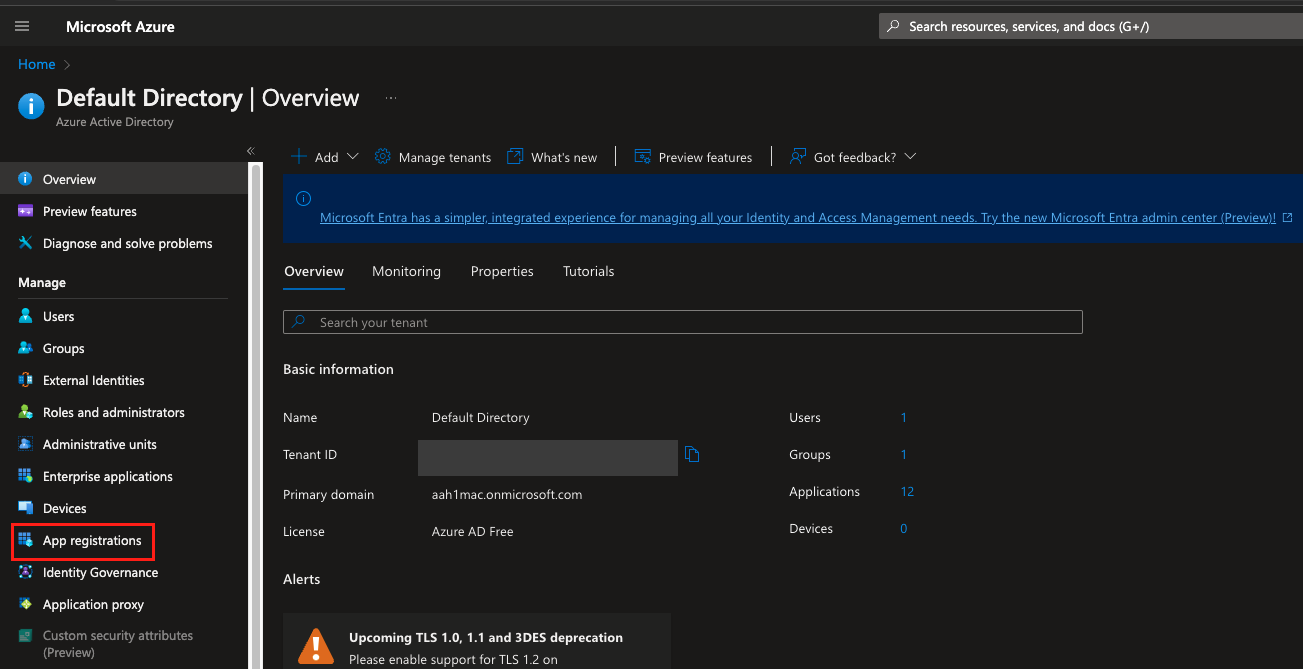 Microsoft Azure
Search resources, services, and docs (G+/)
Home
Default Directory | Overview ...
Azure Active Directory
Add
Manage tenants
What's new
Preview features
Got feedback?
Overview
Preview features
Diagnose and solve problems
Manage
Users
Groups
External Identities
Roles and administrators
Administrative units
Enterprise applications
Devices
App registrations
Identity Governance
Application proxy
Custom security attributes
(Preview)
Microsoft Entra has a simpler, integrated experience for managing all your Identity and Access Management needs. Try the new Microsoft Entra admin center (Preview)!
Overview
Monitoring
Properties
Tutorials
Search your tenant
Basic information
Name Default Directory
Tenant ID
Primary domain aah1mac.onmicrosoft.com
License Azure AD Free
Users 1
Groups 1
Applications 12
Devices 0
Alerts
Upcoming TLS 1.0, 1.1 and 3DES deprecation
Please enable support for TLS 1.2 on